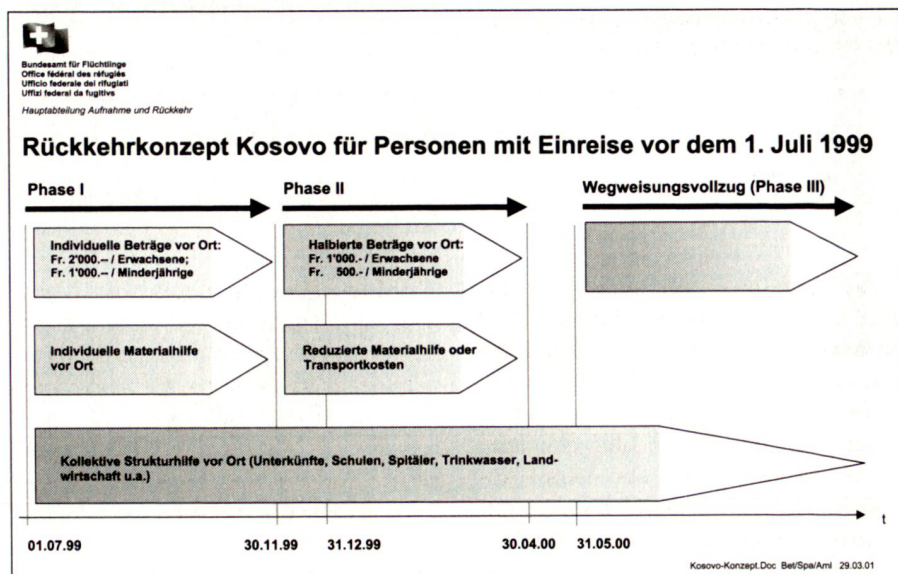 Bundesamt für Flüchtlinge
Office fédéral des réfugiés
Ufficio federale dei rifugiati
Uffizi federal da fugitivs
Hauptabteilung Aufnahme und Rückkehr
Rückkehrkonzept Kosovo für Personen mit Einreise vor dem 1. Juli 1999
Phase I
Phase II
Wegweisungsvollzug (Phase III)
Individuelle Beträge vor Ort:
Fr. 2'000.-- / Erwachsene;
Fr. 1'000.-- / Minderjährige
Halbierte Beträge vor Ort:
Fr. 1'000.- / Erwachsene
Fr. 500.- / Minderjährige
Individuelle Materialhilfe
vor Ort
Reduzierte Materialhilfe oder
Transportkosten
Kollektive Strukturhilfe vor Ort (Unterkünfte, Schulen, Spitäler, Trinkwasser, Land-
wirtschaft u.a.)
t
01.07.99
30.11.99
31.12.99
30.04.00
31.05.00
Kosovo-Konzept.Doc Bet/Spa/Aml 29.03.01